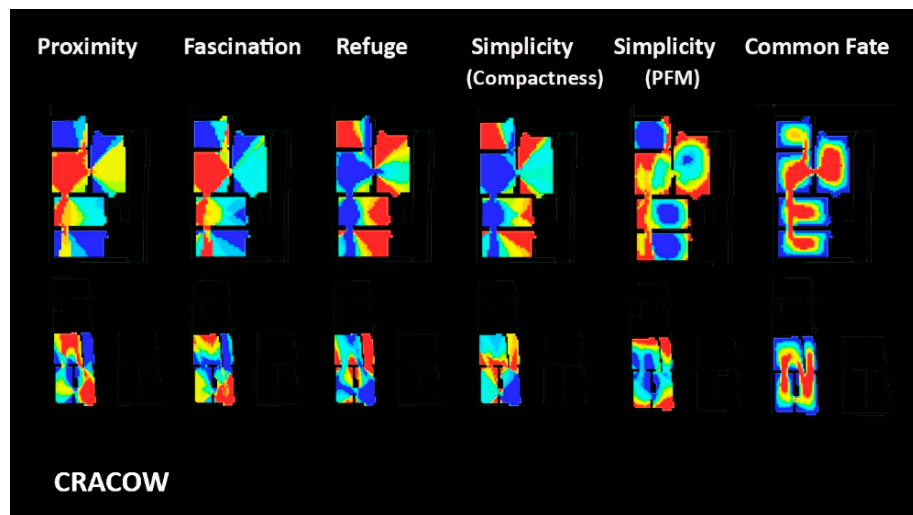 Proximity
Fascination
Refuge
Simplicity
(Compactness)
Simplicity
(PFM)
Common Fate
CRACOW